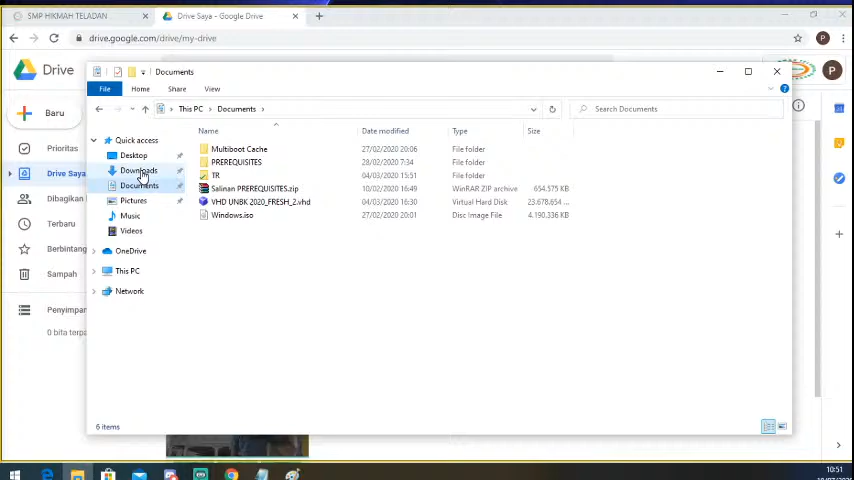 SMP HIKMAH TELADAN
Drive Saya - Google Drive
drive.google.com/drive/my-drive
P
Drive
P
Baru
Prioritas
Drive Saya
Dibagikan
Terbaru
Berbintang
Sampah
Penyimpan
0 bita terpa
Documents
File
Home
Share
View
This PC
Documents
Search Documents
Quick access
Desktop
Downloads
Documents
Pictures
Music
Videos
OneDrive
This PC
Network
Name Date modified Type Size
Multiboot Cache 27/02/2020 20:06 File folder
PREREQUISITES 28/02/2020 7:34 File folder
TR 04/03/2020 15:51 File folder
Salinan PREREQUISITES.zip 10/02/2020 16:49 WinRAR ZIP archive 654.575 KB
VHD UNBK 2020_FRESH_2.vhd 04/03/2020 16:30 Virtual Hard Disk 23.678.654 ...
Windows.iso 27/02/2020 20:01 Disc Image File 4.190.336 KB
6 items
10:51